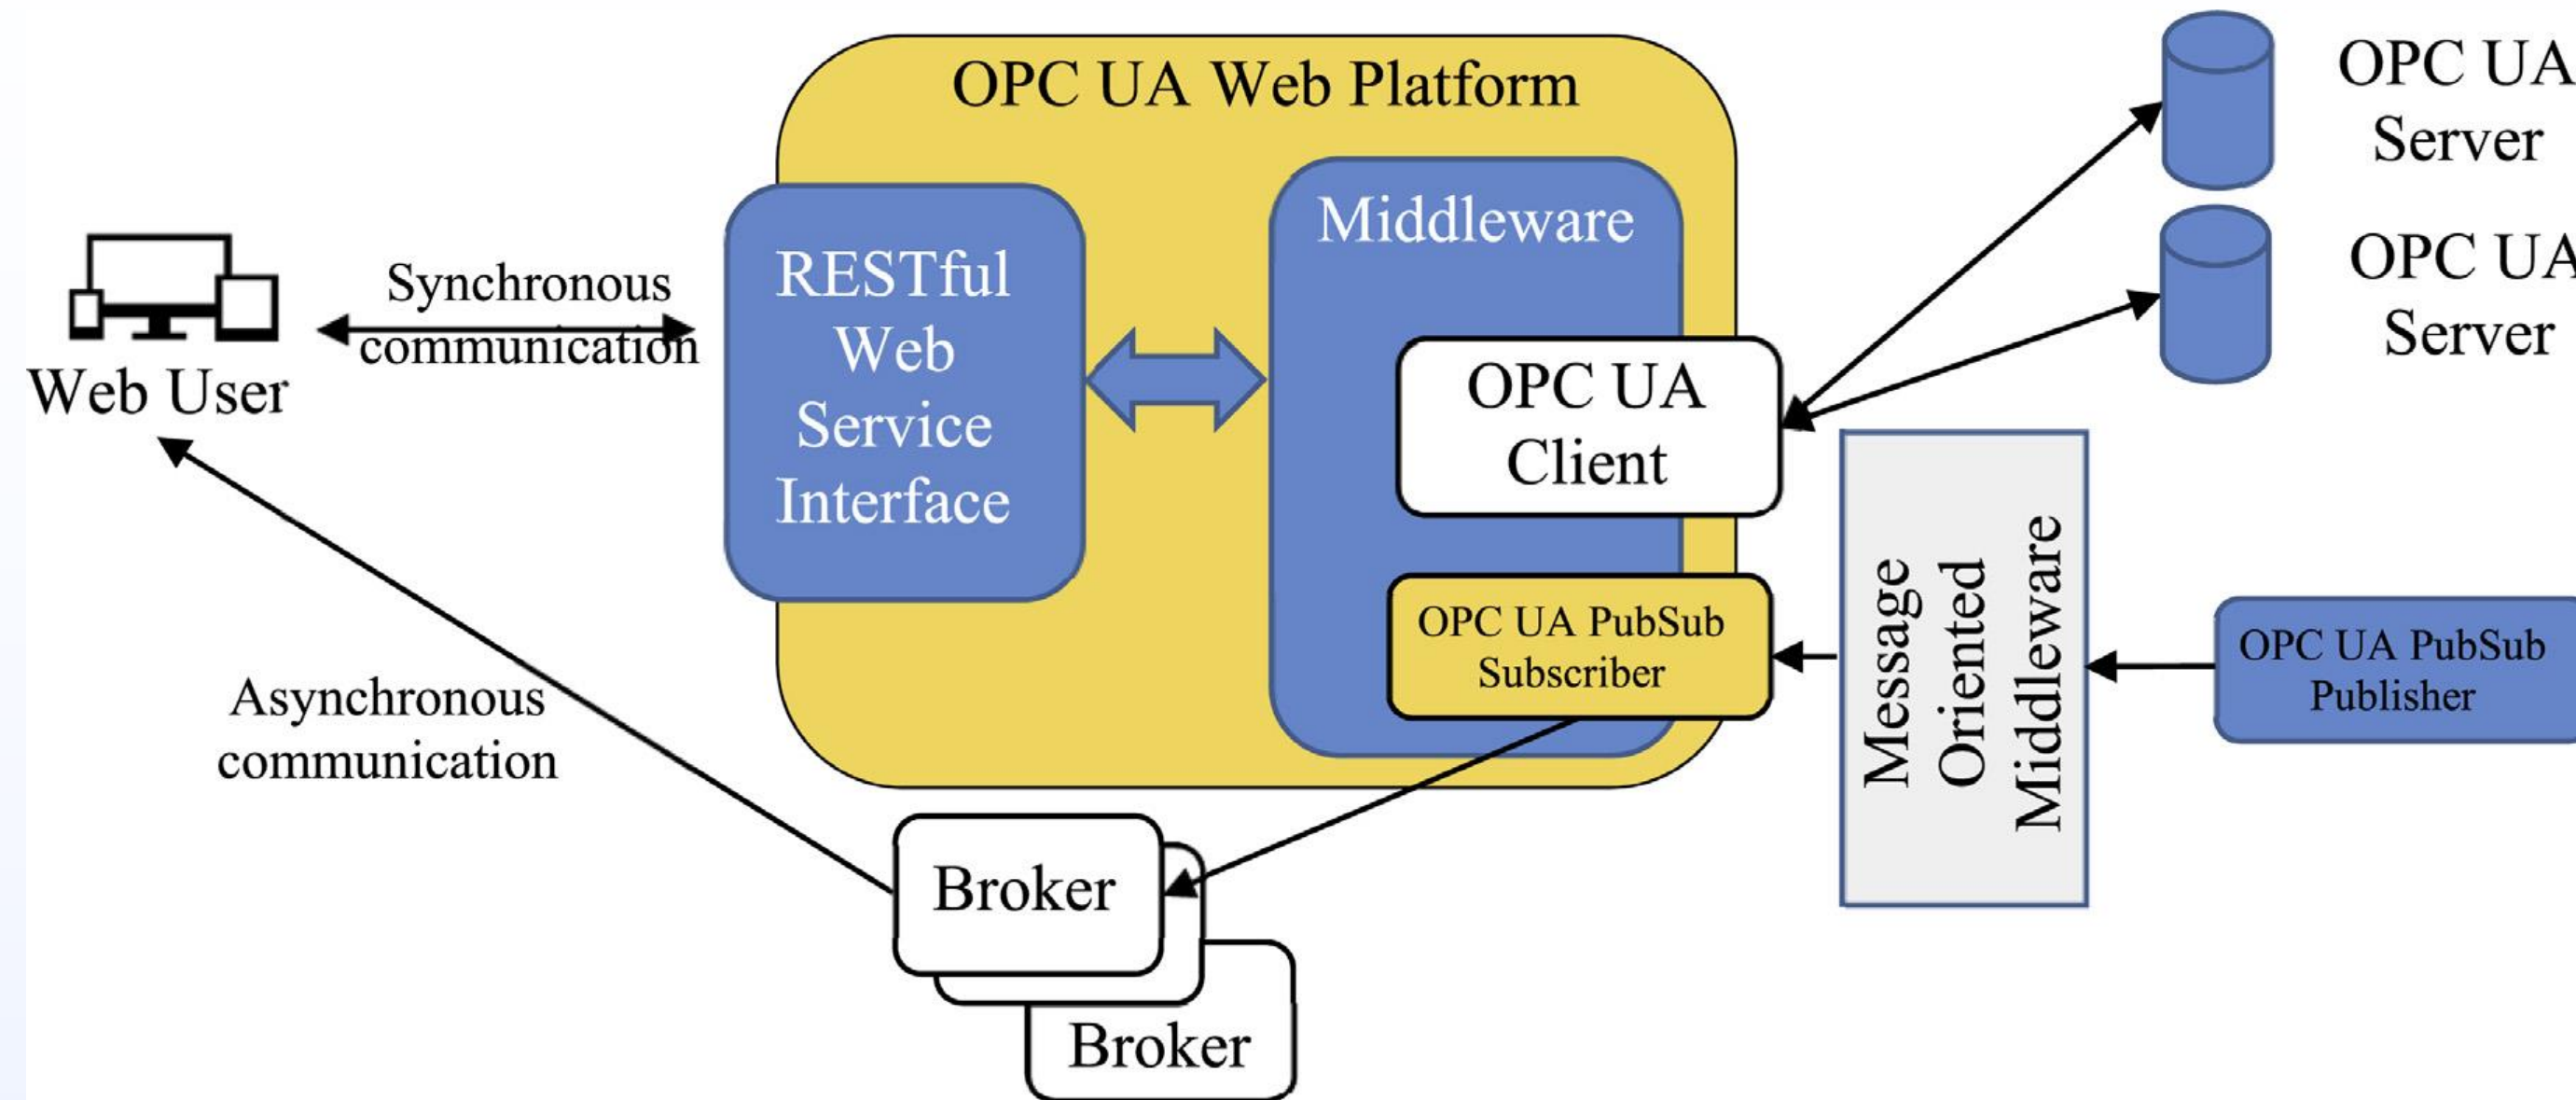 OPC UA Web Platform
OPC UA
Server
OPC UA
Server
Middleware
RESTful
Web
Service
Interface
Synchronous
communication
Web User
OPC UA
Client
OPC UA PubSub
Subscriber
Message
Oriented
Middleware
OPC UA PubSub
Publisher
Asynchronous
communication
Broker
Broker